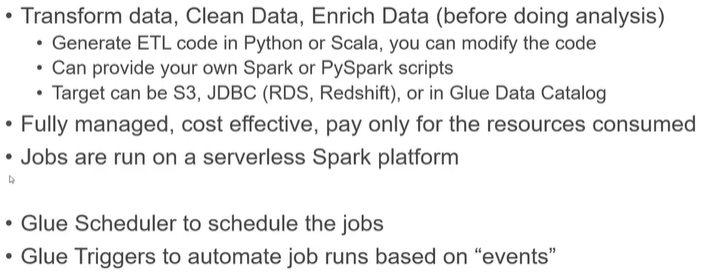 • Transform data, Clean Data, Enrich Data (before doing analysis)
• Generate ETL code in Python or Scala, you can modify the code
• Can provide your own Spark or PySpark scripts
• Target can be S3, JDBC (RDS, Redshift), or in Glue Data Catalog
• Fully managed, cost effective, pay only for the resources consumed
• Jobs are run on a serverless Spark platform
• Glue Scheduler to schedule the jobs
• Glue Triggers to automate job runs based on “events”